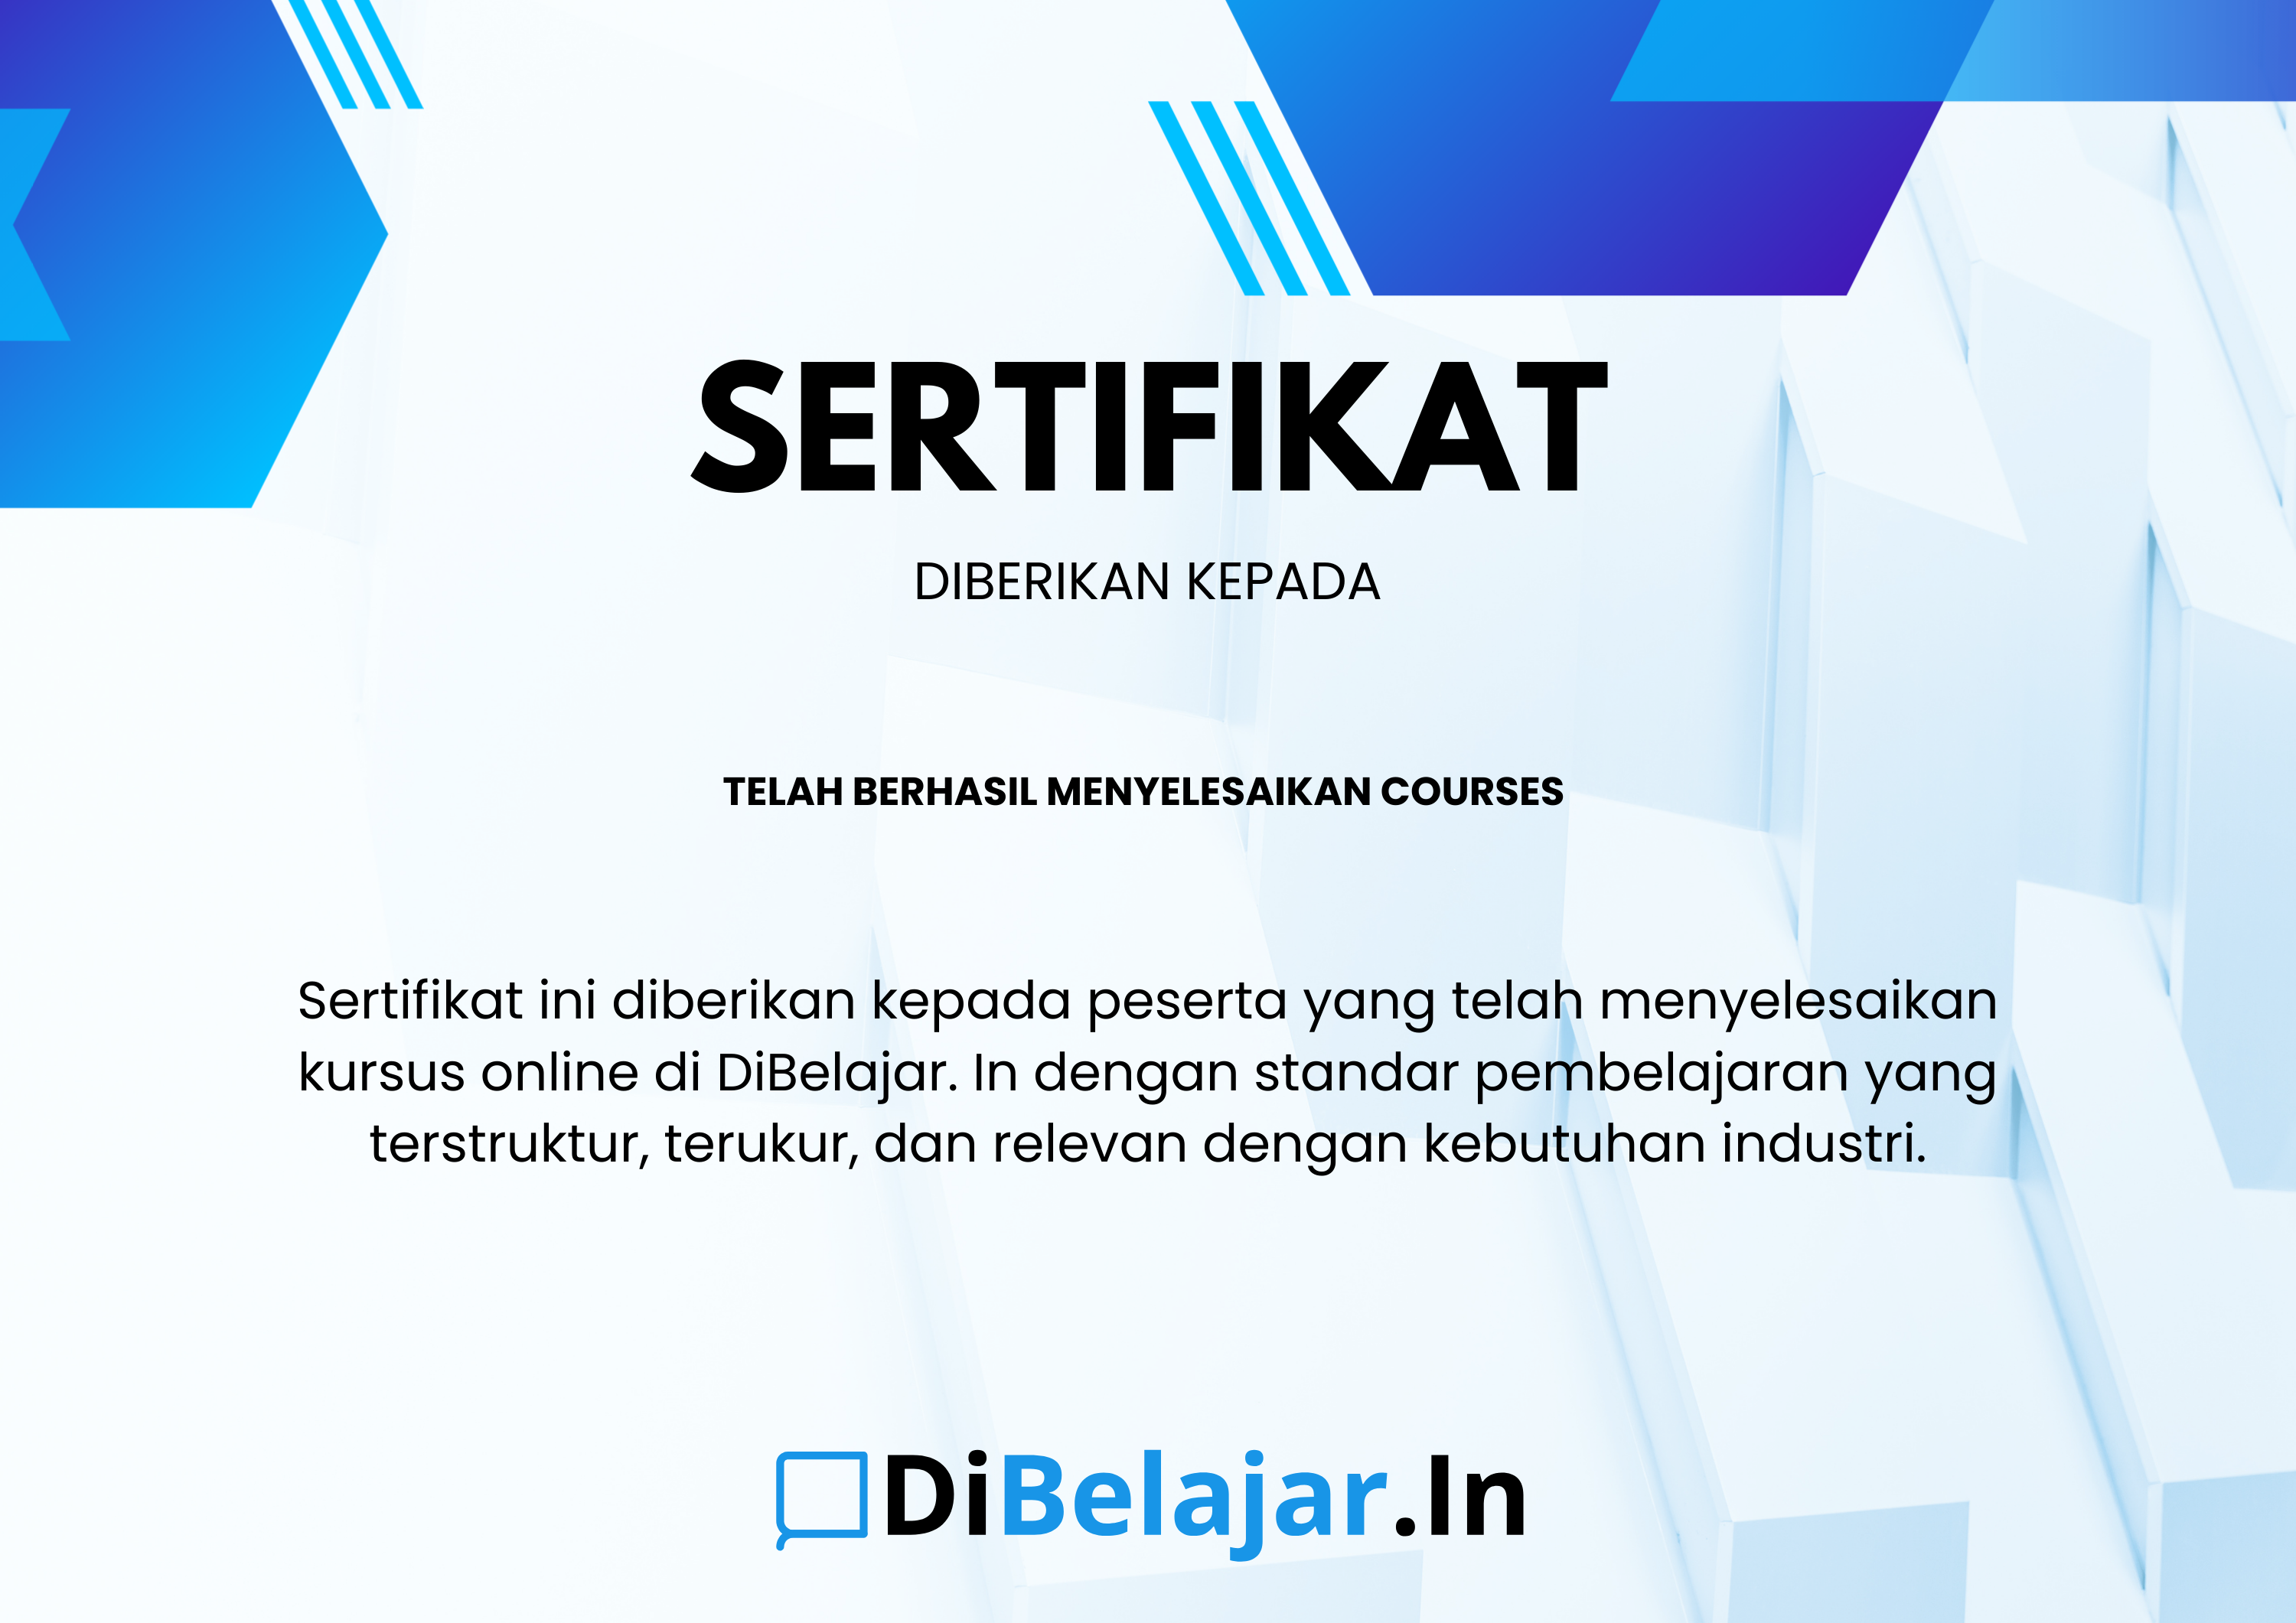 SERTIFIKAT
DIBERIKAN KEPADA
TELAH BERHASIL MENYELESAIKAN COURSES
Sertifikat ini diberikan kepada peserta yang telah menyelesaikan
kursus online di DiBelajar. In dengan standar pembelajaran yang
terstruktur, terukur, dan relevan dengan kebutuhan industri.
DiBelajar.In